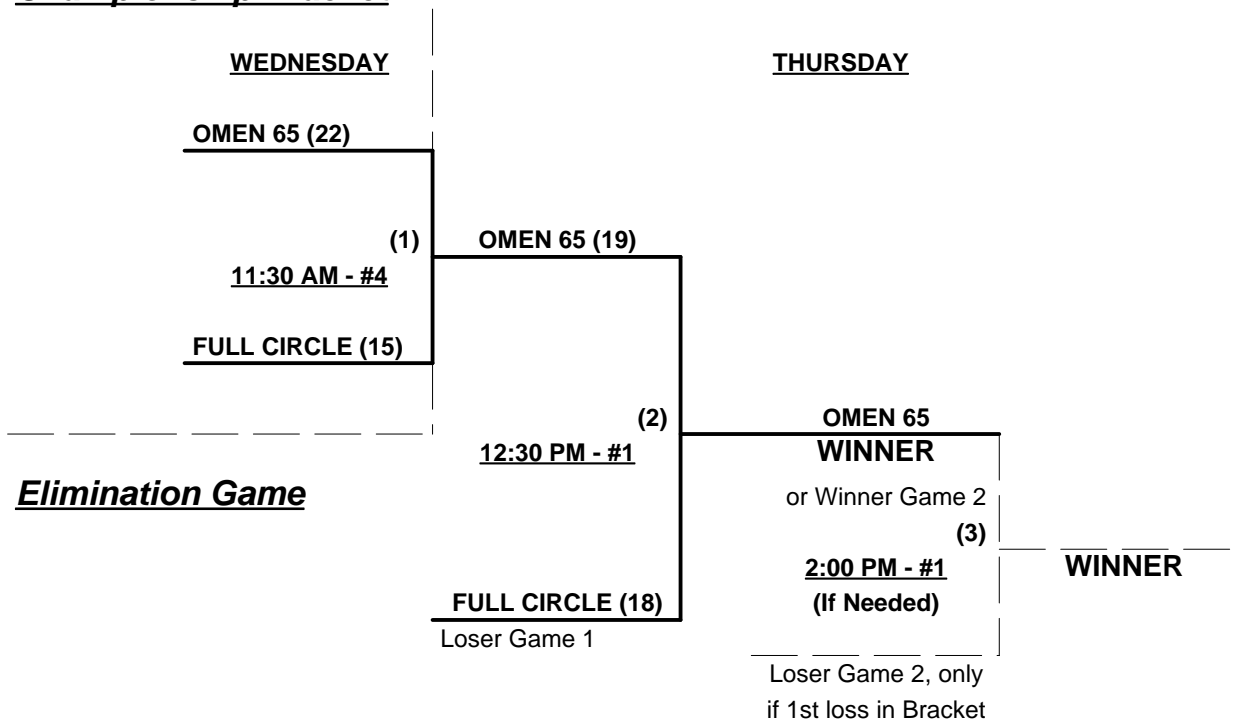 WEDNESDAY
THURSDAY
OMEN 65 (22)
(1)
OMEN 65 (19)
11:30 AM - #4
FULL CIRCLE (15)
(2)
OMEN 65
12:30 PM - #1
WINNER
Elimination Game
or Winner Game 2
(3)
2:00 PM - #1
WINNER
(If Needed)
FULL CIRCLE (18)
Loser Game 1
Loser Game 2, only
if 1st loss in Bracket